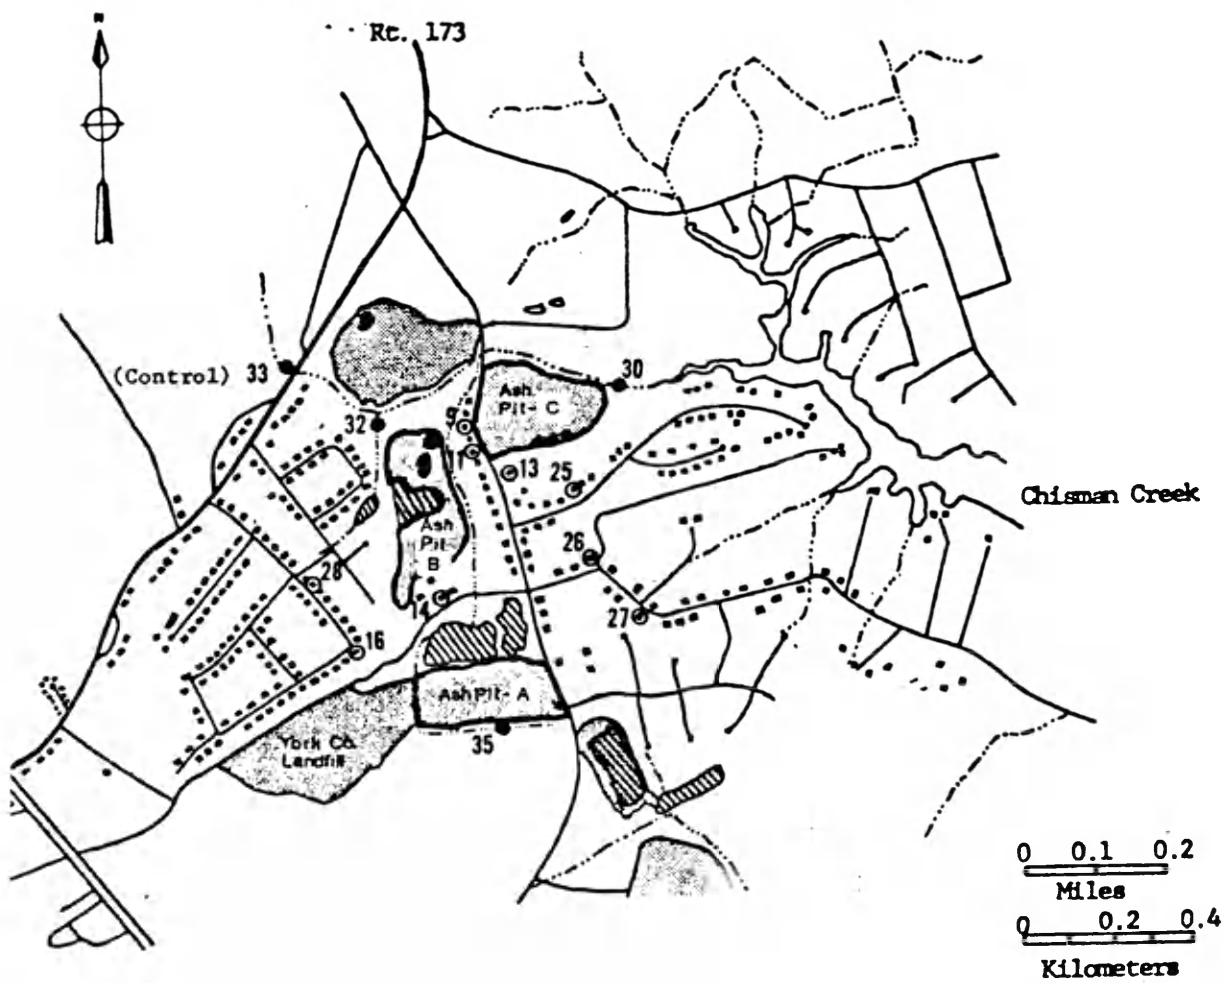 N
Rt. 173
(Control) 33
30
32
Ash
Pit- C
9
11
13
25
Chisman Creek
Ash
Pit-
B
26
28
14
27
16
Ash Pit- A
York Co.
Landfill
35
0 0.1 0.2
Miles
0 0.2 0.4
Kilometers